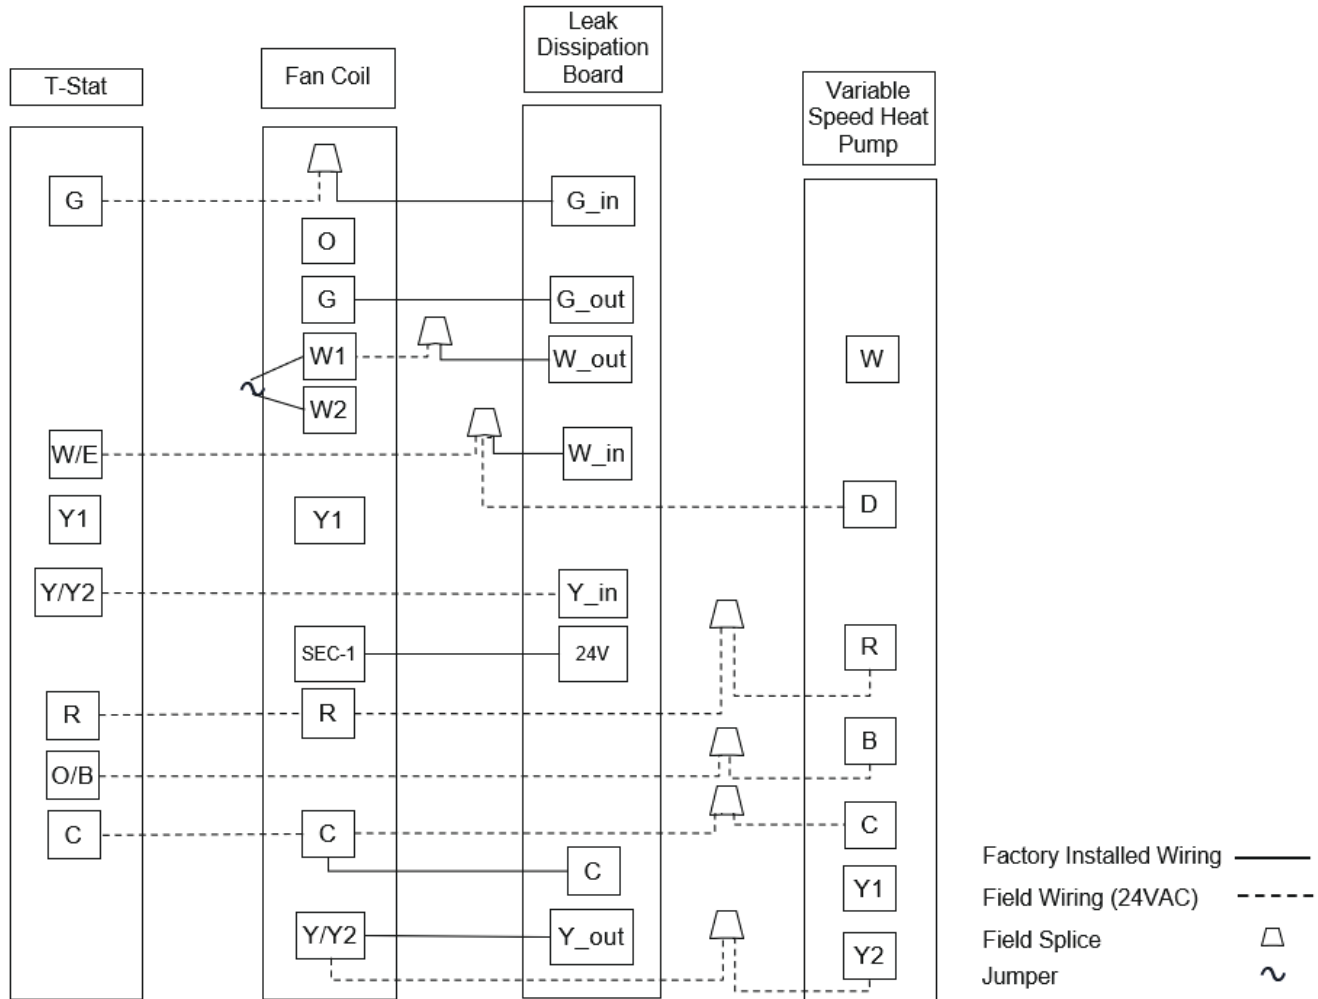 T-Stat
G
W/E
Y1
Y/Y2
R
O/B
C
Fan Coil
O
G
W1
W2
Y1
SEC-1
R
C
Y/Y2
Leak
Dissipation
Board
G_in
G_out
W_out
W_in
Y_in
24V
C
Y_out
Variable
Speed Heat
Pump
W
D
R
B
C
Y1
Y2
Factory Installed Wiring
Field Wiring (24VAC)
Field Splice
Jumper